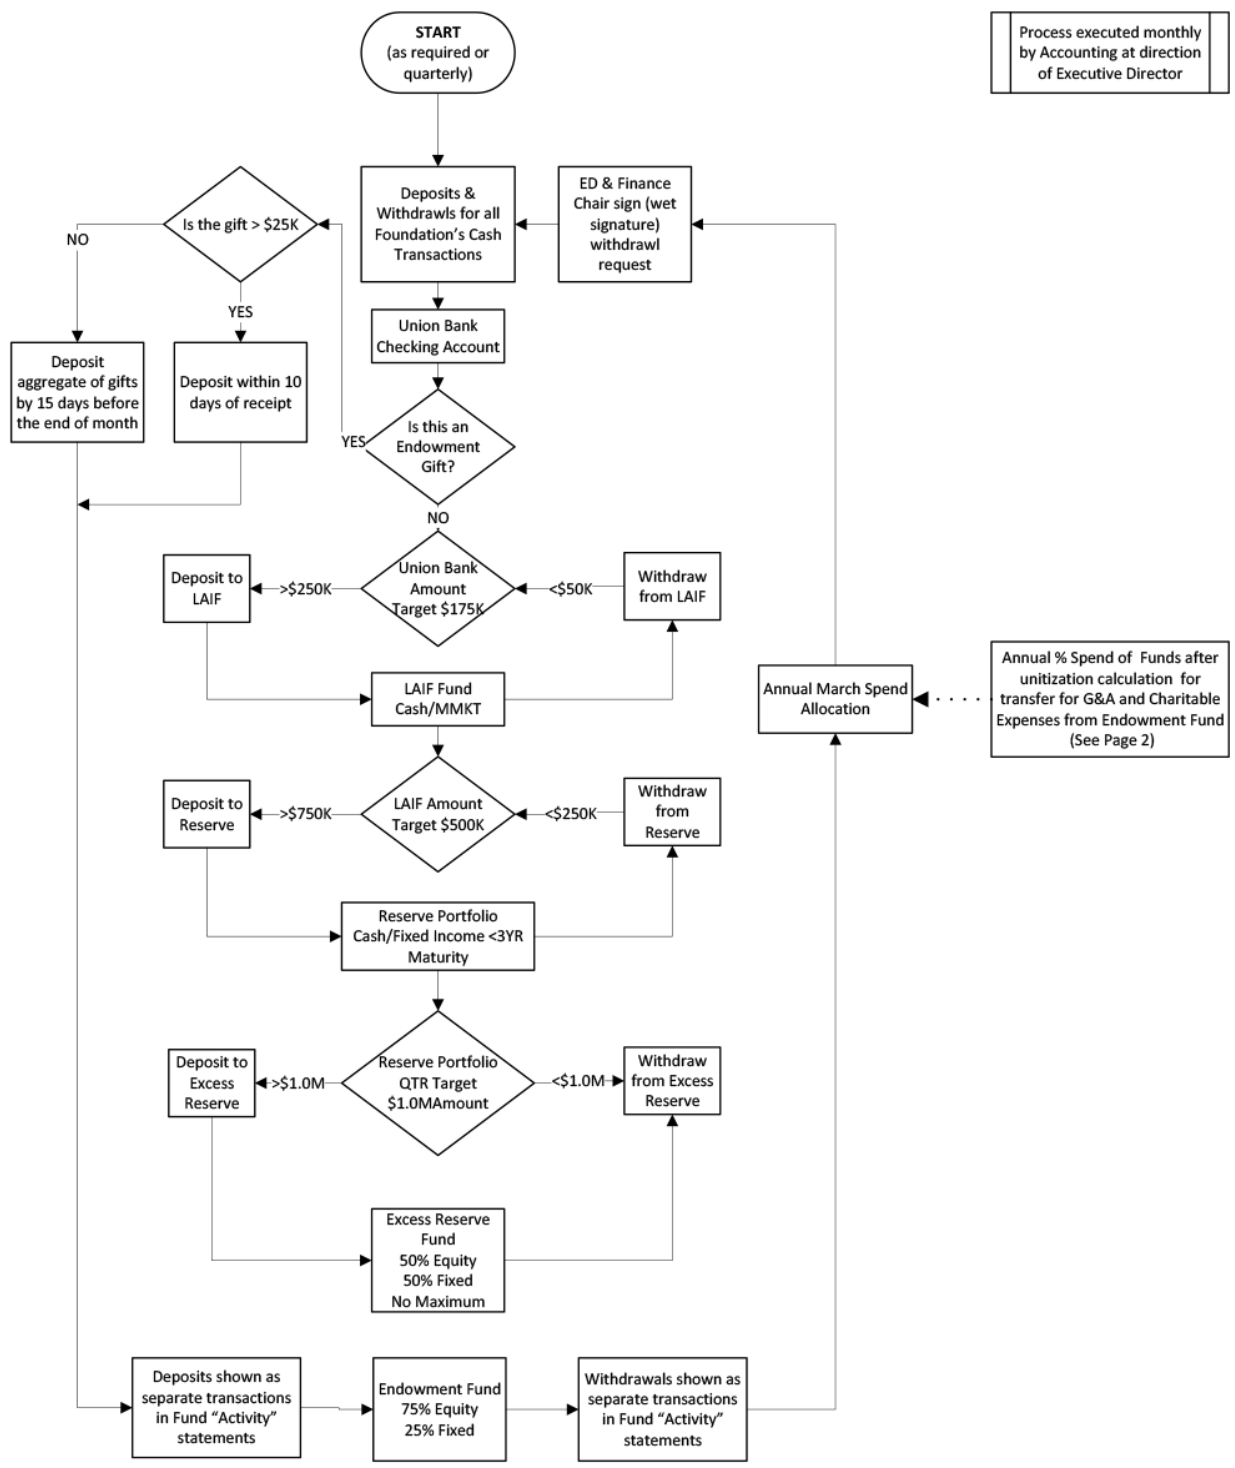 START
(as required or
quarterly)
Process executed monthly
by Accounting at direction
of Executive Director
Is the gift > $25K
NO
YES
Deposits &
Withdrawls for all
Foundation's Cash
Transactions
ED & Finance
Chair sign (wet
signature)
withdrawl
request
Union Bank
Checking Account
Deposit
aggregate of gifts
by 15 days before
the end of month
Deposit within 10
days of receipt
Is this an
Endowment
Gift?
YES
NO
Deposit to
LAIF
>$250K
Union Bank
Amount
Target $175K
<$50K
Withdraw
from LAIF
LAIF Fund
Cash/MMKT
Annual March Spend
Allocation
Annual % Spend of Funds after
unitization calculation for
transfer for G&A and Charitable
Expenses from Endowment Fund
(See Page 2)
Deposit to
Reserve
>$750K
LAIF Amount
Target $500K
<$250K
Withdraw
from
Reserve
Reserve Portfolio
Cash/Fixed Income <3YR
Maturity
Deposit to
Excess
Reserve
>$1.0M
Reserve Portfolio
QTR Target
$1.0MAmount
<$1.0M
Withdraw
from Excess
Reserve
Excess Reserve
Fund
50% Equity
50% Fixed
No Maximum
Deposits shown as
separate transactions
in Fund “Activity”
statements
Endowment Fund
75% Equity
25% Fixed
Withdrawals shown as
separate transactions
in Fund “Activity”
statements